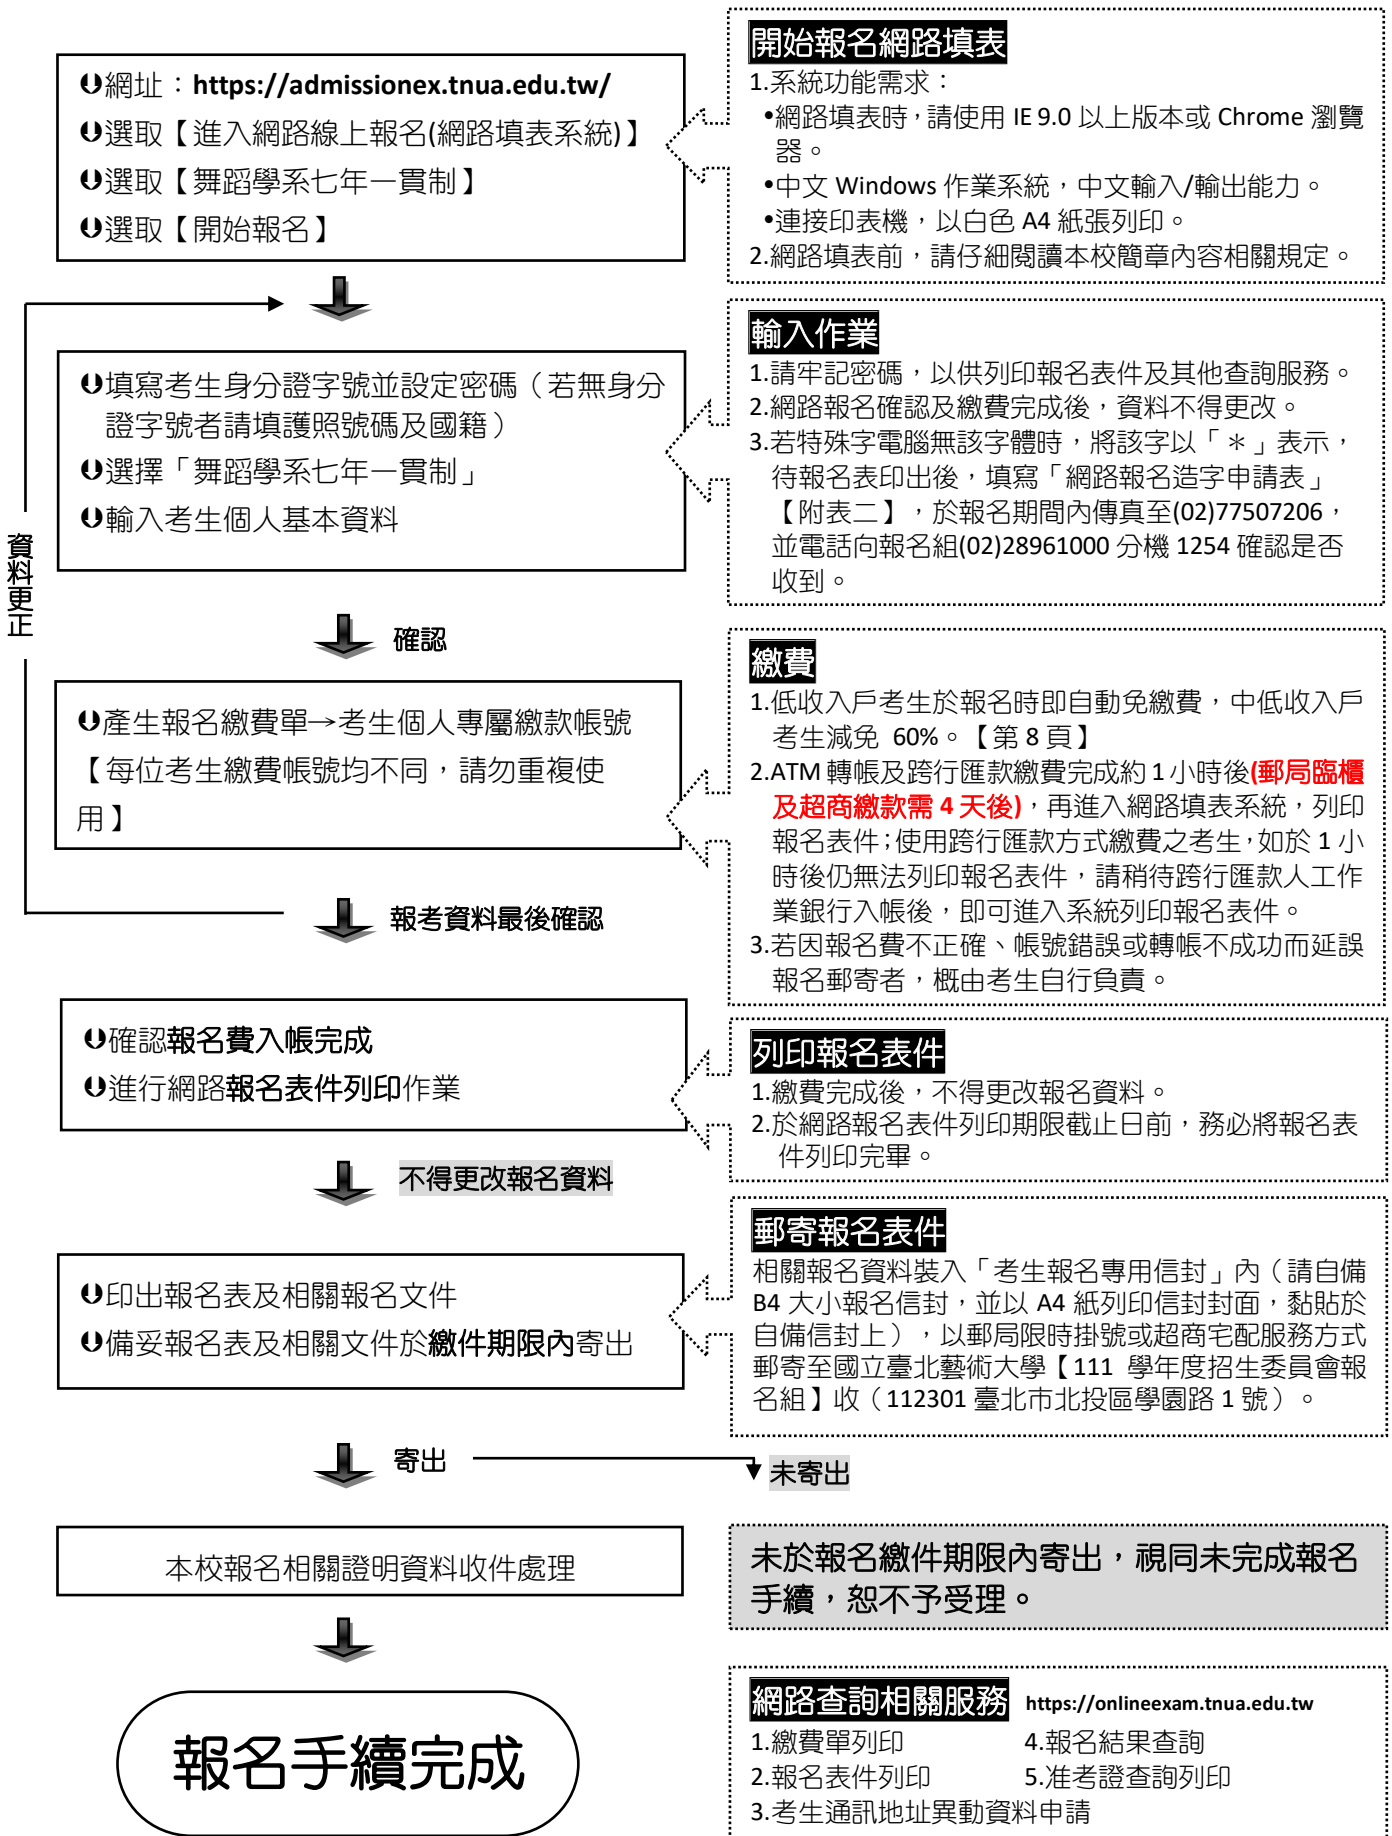 網址：https://admissionex.tnua.edu.tw/
選取【進入網路線上報名(網路填表系統)】
選取【舞蹈學系七年一貫制】
選取【開始報名】
開始報名網路填表
1.系統功能需求：
•網路填表時，請使用 IE 9.0 以上版本或 Chrome 瀏覽
器。
•中文 Windows 作業系統，中文輸入/輸出能力。
•連接印表機，以白色 A4 紙張列印。
2.網路填表前，請仔細閱讀本校簡章內容相關規定。
填寫考生身分證字號並設定密碼（若無身分
證字號者請填護照號碼及國籍）
選擇「舞蹈學系七年一貫制」
輸入考生個人基本資料
輸入作業
1.請牢記密碼，以供列印報名表件及其他查詢服務。
2.網路報名確認及繳費完成後，資料不得更改。
3.若特殊字電腦無該字體時，將該字以「＊」表示，
待報名表印出後，填寫「網路報名造字申請表」
【附表二】，於報名期間內傳真至(02)77507206，
並電話向報名組(02)28961000 分機 1254 確認是否
收到。
資料更正
確認
產生報名繳費單→考生個人專屬繳款帳號
【每位考生繳費帳號均不同，請勿重複使
用】
繳費
1.低收入戶考生於報名時即自動免繳費，中低收入戶
考生減免 60%。【第 8 頁】
2.ATM 轉帳及跨行匯款繳費完成約 1 小時後(郵局臨櫃
及超商繳款需 4 天後)，再進入網路填表系統，列印
報名表件；使用跨行匯款方式繳費之考生，如於 1 小
時後仍無法列印報名表件，請稍待跨行匯款人工作
業銀行入帳後，即可進入系統列印報名表件。
3.若因報名費不正確、帳號錯誤或轉帳不成功而延誤
報名郵寄者，概由考生自行負責。
報考資料最後確認
確認報名費入帳完成
進行網路報名表件列印作業
列印報名表件
1.繳費完成後，不得更改報名資料。
2.於網路報名表件列印期限截止日前，務必將報名表
件列印完畢。
不得更改報名資料
印出報名表及相關報名文件
備妥報名表及相關文件於繳件期限內寄出
郵寄報名表件
相關報名資料裝入「考生報名專用信封」內（請自備
B4 大小報名信封，並以 A4 紙列印信封封面，黏貼於
自備信封上），以郵局限時掛號或超商宅配服務方式
郵寄至國立臺北藝術大學【111 學年度招生委員會報
名組】收（112301 臺北市北投區學園路 1 號）。
寄出
未寄出
本校報名相關證明資料收件處理
未於報名繳件期限內寄出，視同未完成報名
手續，恕不予受理。
報名手續完成
網路查詢相關服務 https://onlineexam.tnua.edu.tw
1.繳費單列印 4.報名結果查詢
2.報名表件列印 5.准考證查詢列印
3.考生通訊地址異動資料申請